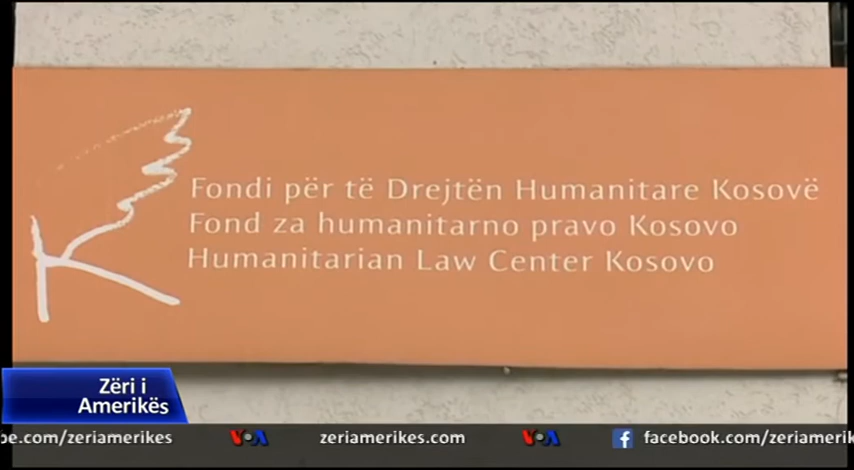 Fondi për të Drejtën Humanitare Kosovë
Fond za humanitarno pravo Kosovo
Humanitarian Law Center Kosovo
Zëri i
Amerikës
be.com/zeriamerikes VOA zeriamerikes.com VOA f facebook.com/zeriamerik